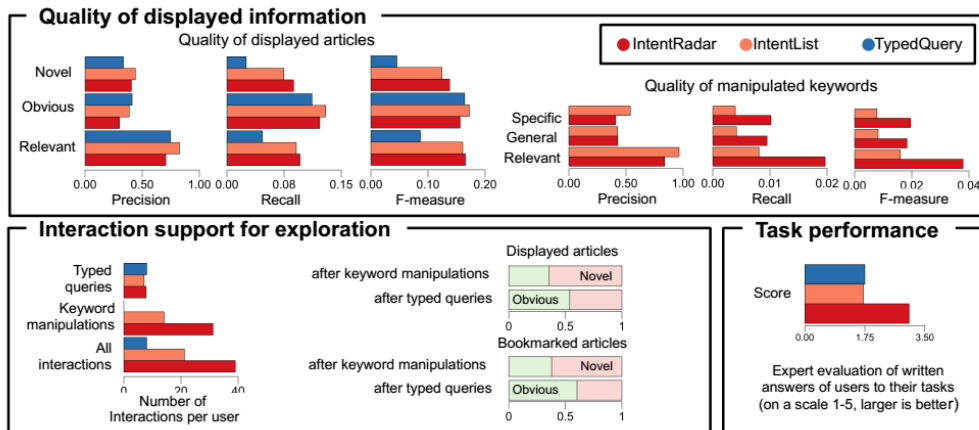 Quality of displayed information
Quality of displayed articles
IntentRadar IntentList TypedQuery
Novel
Obvious
Relevant
0.00 0.50 1.00
Precision
0.00 0.08 0.15
Recall
0.00 0.10 0.20
F-measure
Quality of manipulated keywords
Specific
General
Relevant
0.00 0.50 1.00
Precision
0.00 0.01 0.02
Recall
0.00 0.02 0.04
F-measure
Interaction support for exploration
Typed
queries
Keyword
manipulations
All
interactions
0 20 40
Number of
Interactions per user
Displayed articles
after keyword manipulations Novel
after typed queries Obvious
0 0.5 1
Bookmarked articles
after keyword manipulations Novel
after typed queries Obvious
0 0.5 1
Task performance
Score
0.00 1.75 3.50
Expert evaluation of written
answers of users to their tasks
(on a scale 1-5, larger is better)